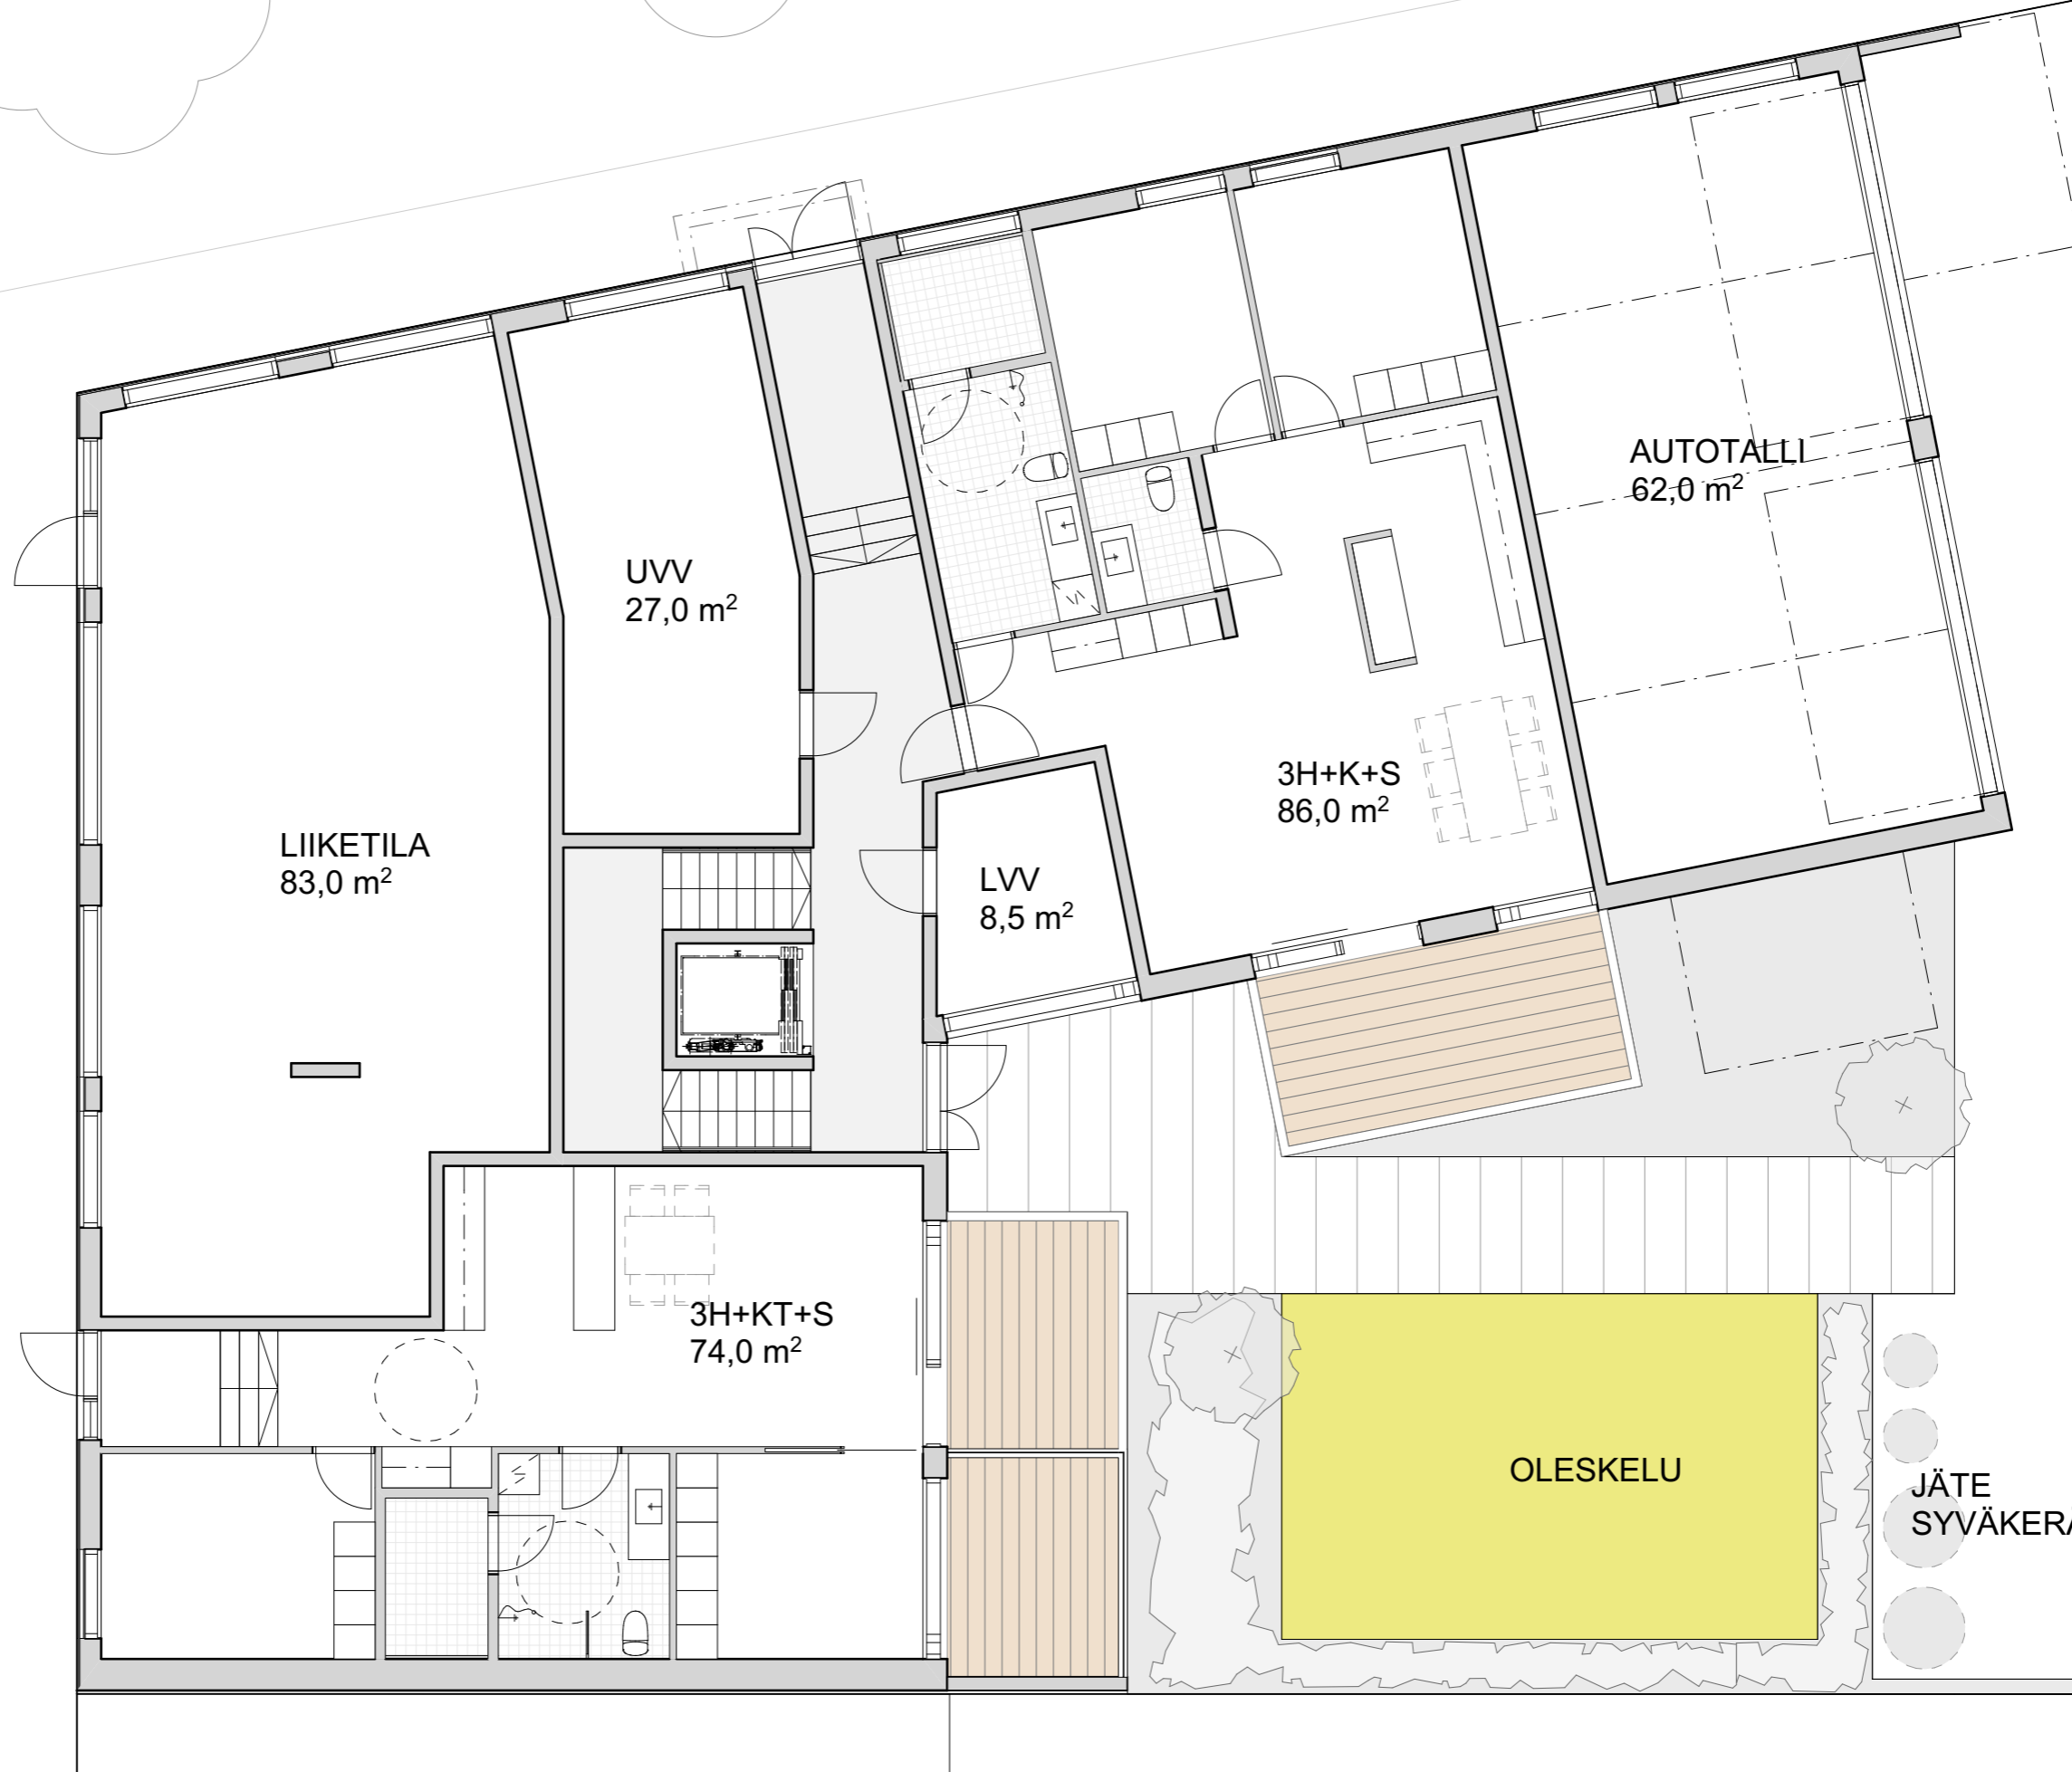 AUTOTALLI
62,0 m²
UVV
27,0 m²
3H+K+S
86,0 m²
LIIKETILA
83,0 m²
LVV
8,5 m²
3H+KT+S
74,0 m²
OLESKELU
JÄTE